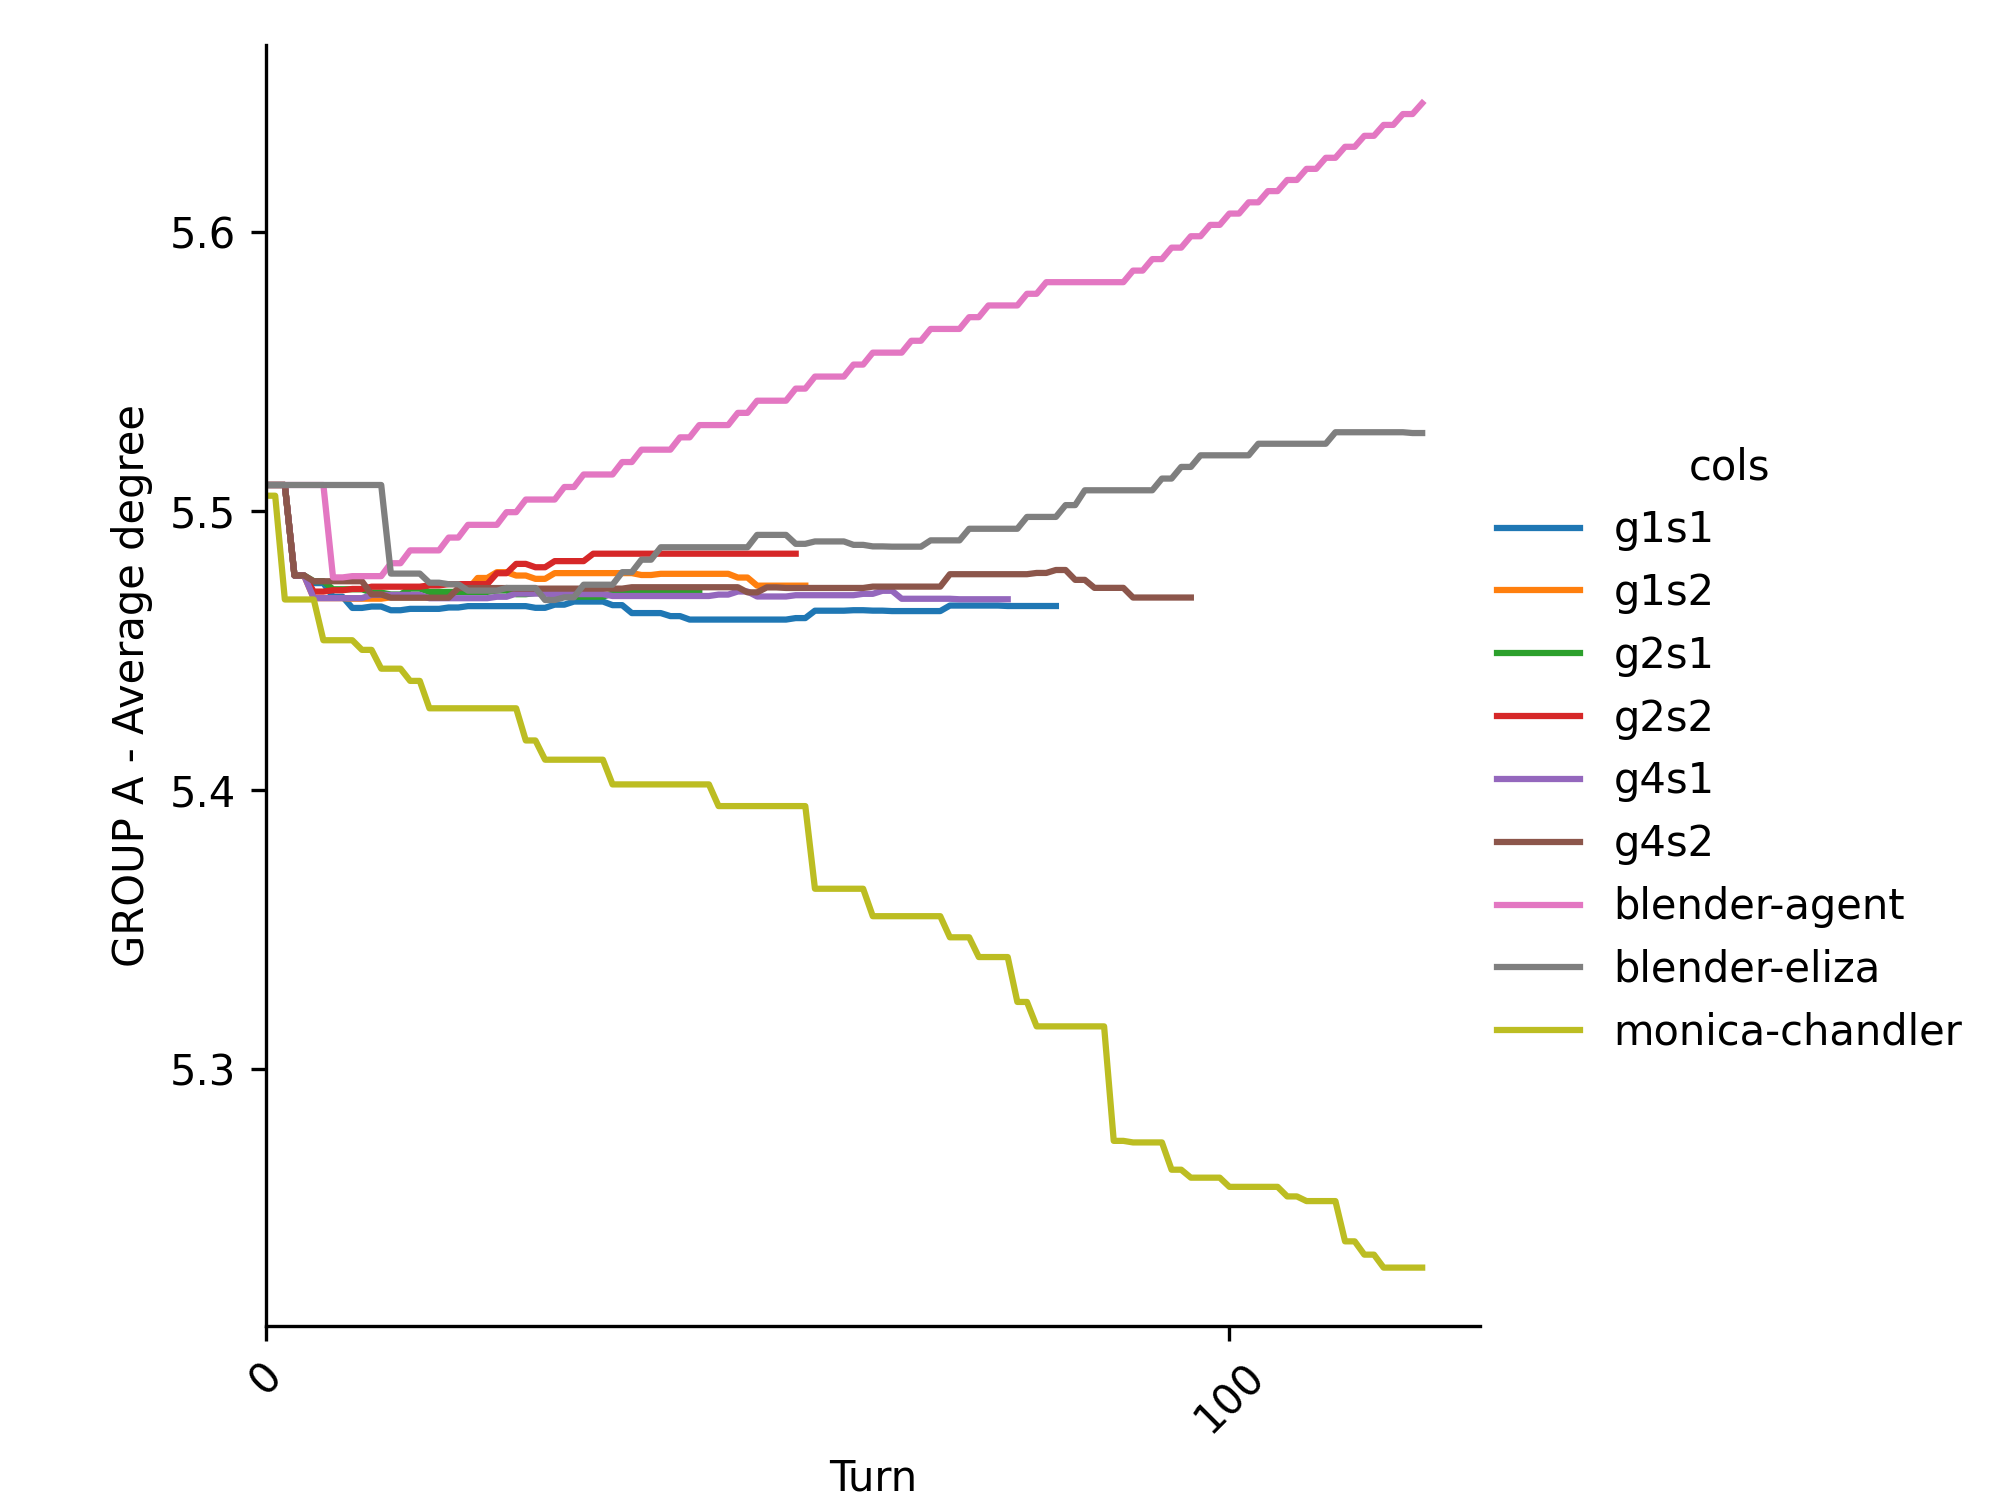 GROUP A - Average degree
5.6
5.5
5.4
5.3
0
100
Turn
cols
g1s1
g1s2
g2s1
g2s2
g4s1
g4s2
blender-agent
blender-eliza
monica-chandler